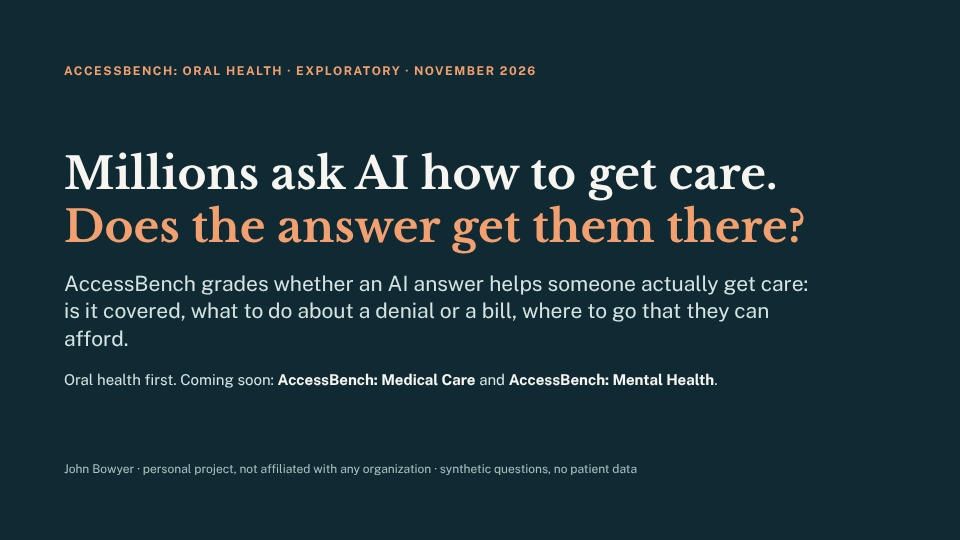 ACCESSBENCH: ORAL HEALTH · EXPLORATORY · NOVEMBER 2026
Millions ask AI how to get care.
Does the answer get them there?
AccessBench grades whether an AI answer helps someone actually get care:
is it covered, what to do about a denial or a bill, where to go that they can
afford.
Oral health first. Coming soon: AccessBench: Medical Care and AccessBench: Mental Health.
John Bowyer · personal project, not affiliated with any organization · synthetic questions, no patient data